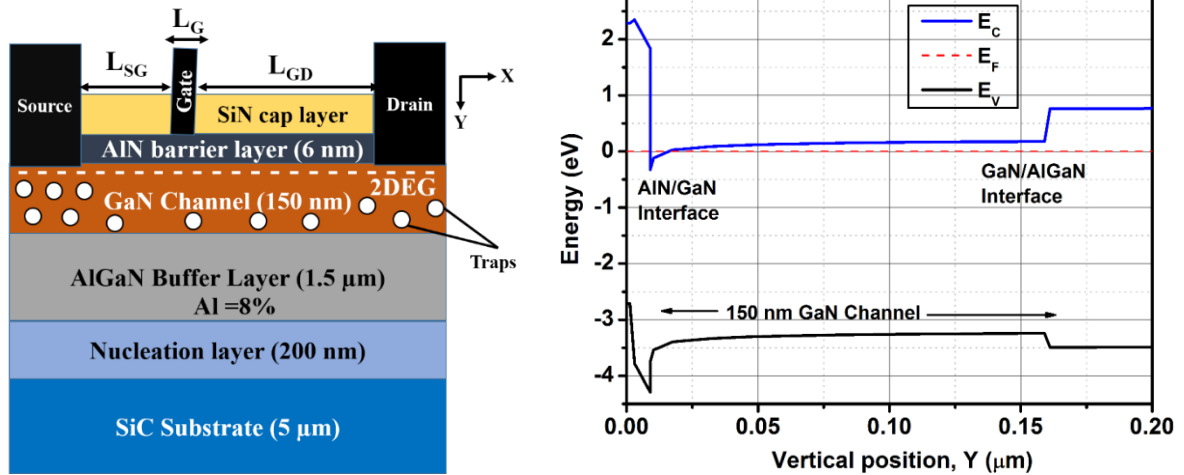 L_G
L_SG
L_GD
X
Y
Source
Gate
Drain
SiN cap layer
AlN barrier layer (6 nm)
2DEG
GaN Channel (150 nm)
Traps
AlGaN Buffer Layer (1.5 µm)
Al =8%
Nucleation layer (200 nm)
SiC Substrate (5 µm)
E_C
E_F
E_V
2
1
0
-1
-2
-3
-4
Energy (eV)
AlN/GaN
Interface
GaN/AlGaN
Interface
150 nm GaN Channel
0.00
0.05
0.10
0.15
0.20
Vertical position, Y (µm)